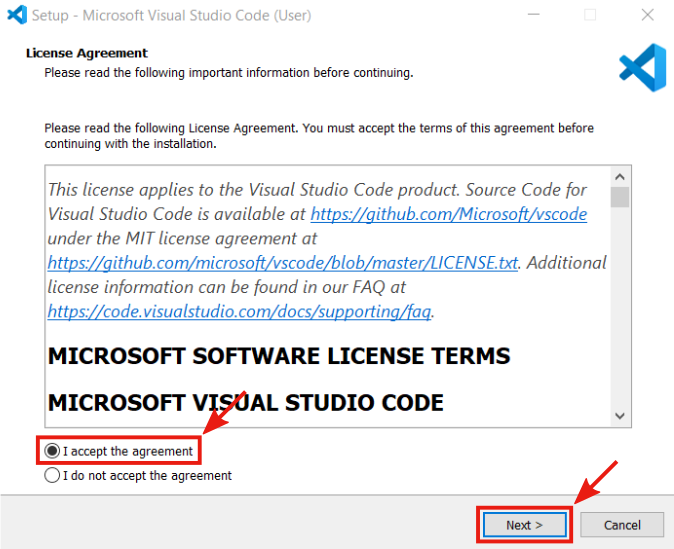 Setup - Microsoft Visual Studio Code (User)
License Agreement
Please read the following important information before continuing.
Please read the following License Agreement. You must accept the terms of this agreement before
continuing with the installation.
This license applies to the Visual Studio Code product. Source Code for
Visual Studio Code is available at https://github.com/Microsoft/vscode
under the MIT license agreement at
https://github.com/microsoft/vscode/blob/master/LICENSE.txt. Additional
license information can be found in our FAQ at
https://code.visualstudio.com/docs/supporting/faq.
MICROSOFT SOFTWARE LICENSE TERMS
MICROSOFT VISUAL STUDIO CODE
I accept the agreement
I do not accept the agreement
Next >
Cancel